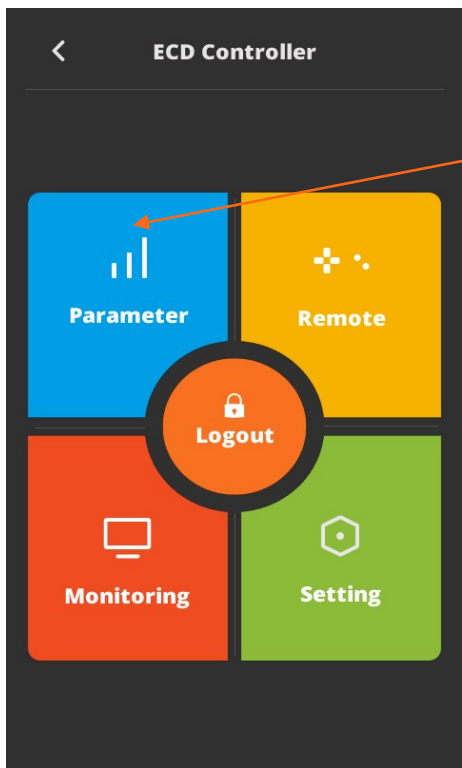 ECD Controller
Parameter
Remote
Logout
Monitoring
Setting